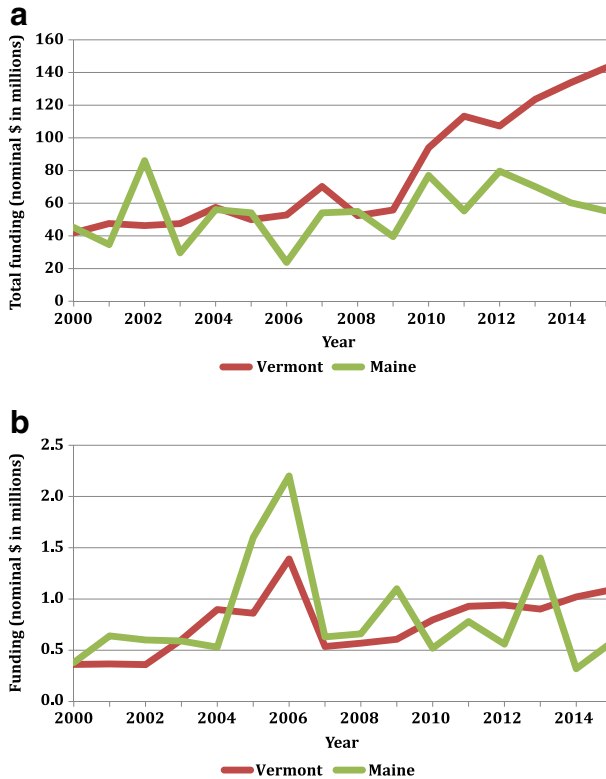 a
Total funding (nominal $ in millions)
160
140
120
100
80
60
40
20
0
2000 2002 2004 2006 2008 2010 2012 2014
Year
Vermont Maine
b
Funding (nominal $ in millions)
2.5
2.0
1.5
1.0
0.5
0.0
2000 2002 2004 2006 2008 2010 2012 2014
Year
Vermont Maine